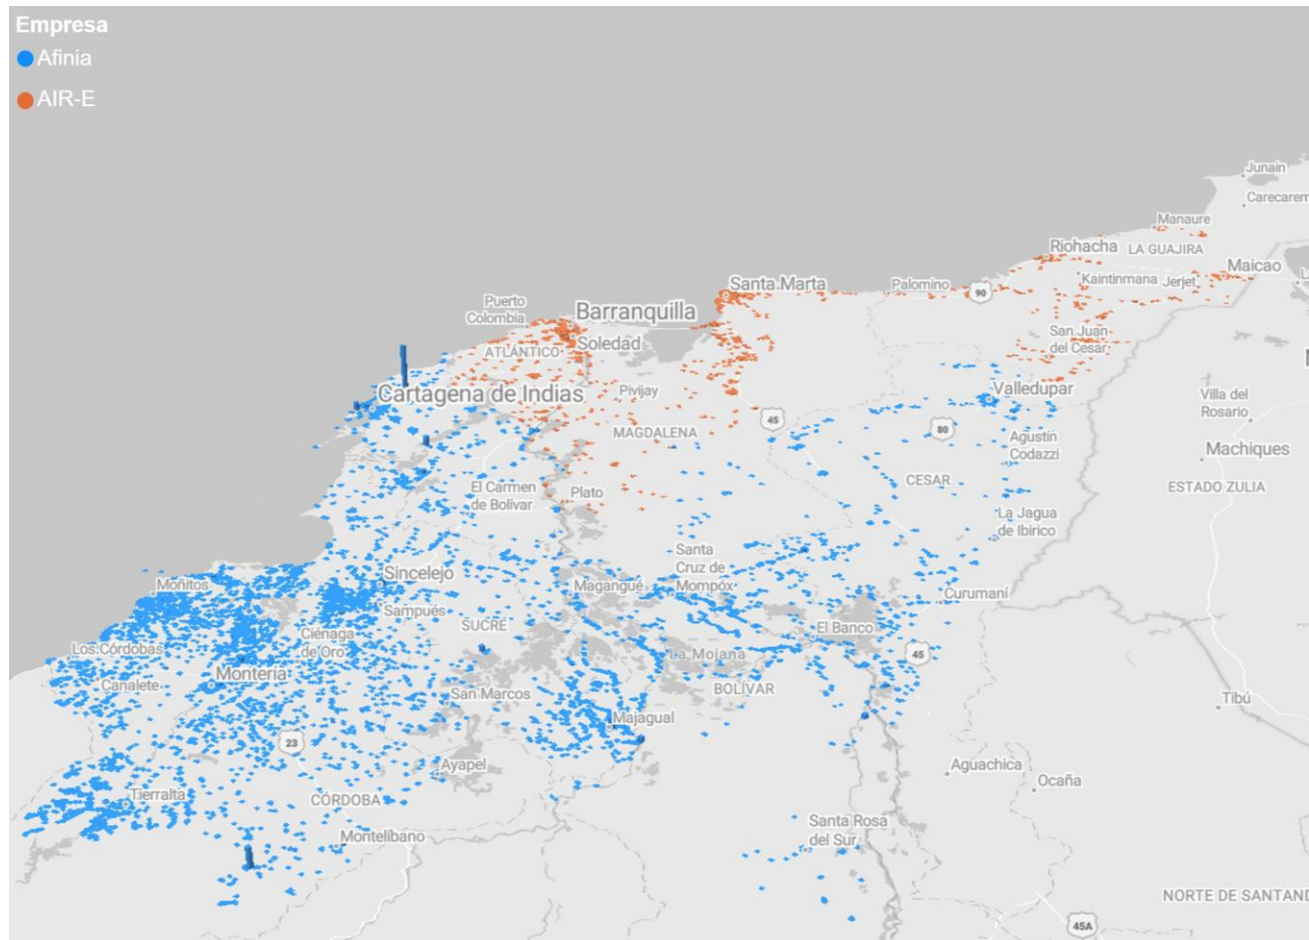 Empresa
Afinia
AIR-E
Junain
Carecarem
Manaure
Riohacha
LA GUAJIRA
Maicao
Kaintinmana
Jerjet
Santa Marta
Palomino
90
Puerto
Colombia
Barranquilla
Soledad
ATLÁNTICO
San Juan
del Cesar
Cartagena de Indias
Pivijay
Valledupar
Villa del
Rosario
45
80
MAGDALENA
Agustín
Codazzi
Machiques
El Carmen
de Bolívar
Plato
CESAR
ESTADO ZULIA
La Jagua
de Ibirico
Santa
Cruz de
Mompóx
Sincelejo
Moñitos
Magangué
Sampués
Curumaní
SUCRE
El Banco
Ciénaga
de Oro
Los Córdobas
La Mojana
45
Montería
Canalete
San Marcos
BOLÍVAR
Tibú
Majagual
23
Ayapel
Aguachica
Ocaña
Tierralta
CÓRDOBA
Montelíbano
Santa Rosa
del Sur
NORTE DE SANTAND
45A